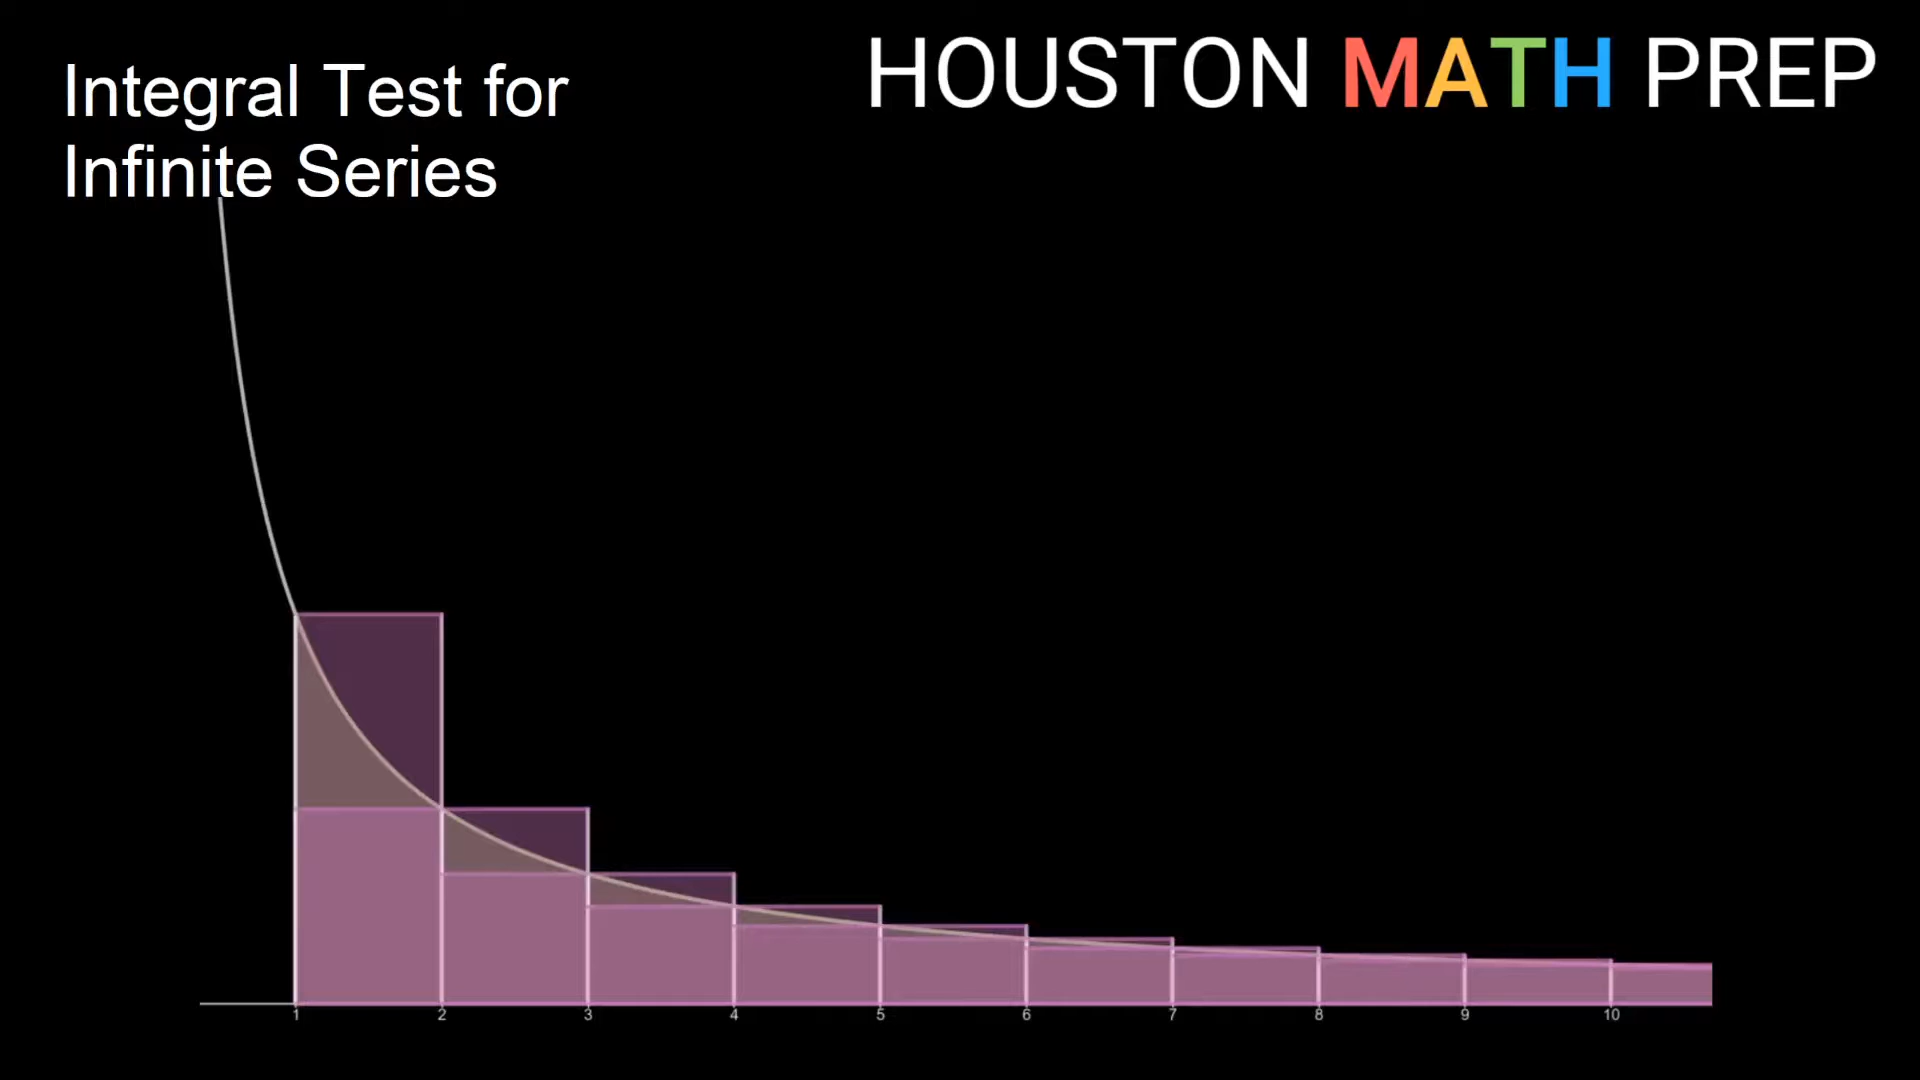 Integral Test for
Infinite Series
HOUSTON MATH PREP
1 2 3 4 5 6 7 8 9 10